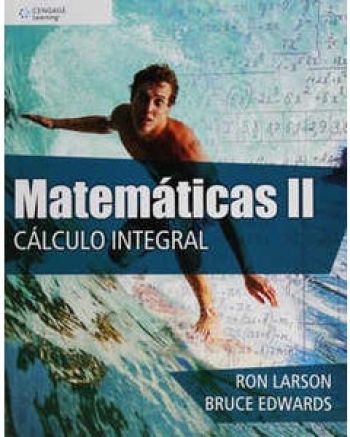 CENGAGE
Learning
Matemáticas II
CÁLCULO INTEGRAL
RON LARSON
BRUCE EDWARDS